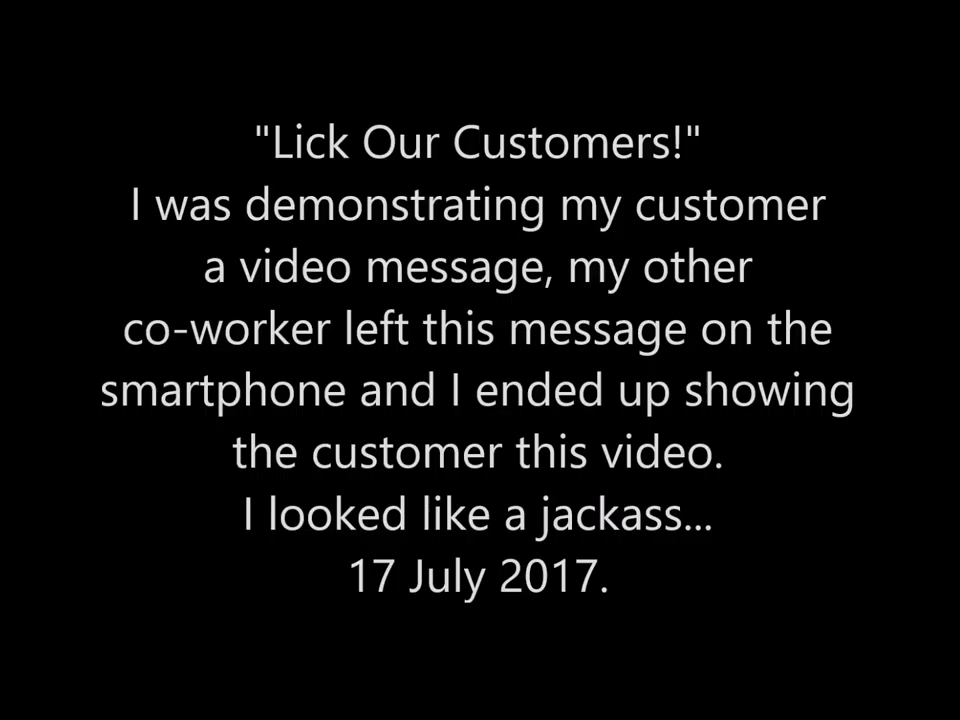 "Lick Our Customers!"
I was demonstrating my customer
a video message, my other
co-worker left this message on the
smartphone and I ended up showing
the customer this video.
I looked like a jackass...
17 July 2017.